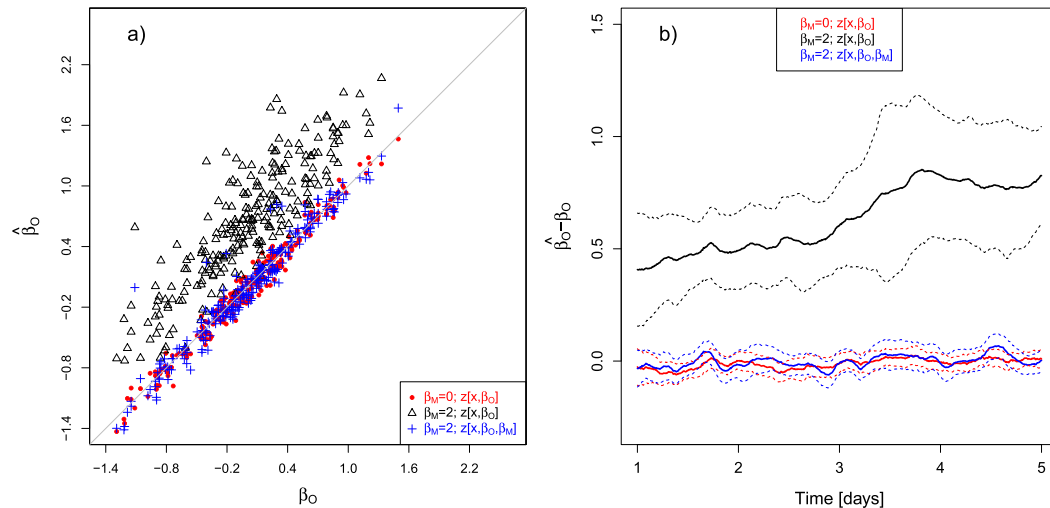 a)
2.2
1.6
1.0
0.4
−0.2
−0.8
−1.4
β̂O
−1.4 −0.8 −0.2 0.4 1.0 1.6 2.2
βO
βM=0; z[x,βO]
βM=2; z[x,βO]
βM=2; z[x,βO,βM]
b)
βM=0; z[x,βO]
βM=2; z[x,βO]
βM=2; z[x,βO,βM]
1.5
1.0
0.5
0.0
β̂O−βO
1 2 3 4 5
Time [days]